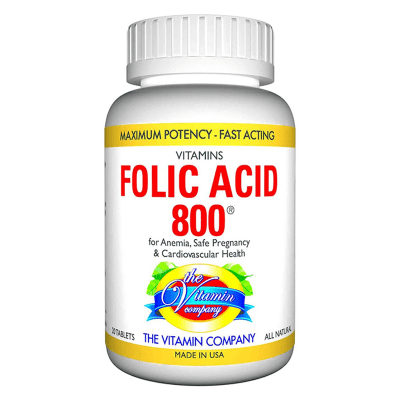 MAXIMUM POTENCY - FAST ACTING
VITAMINS
FOLIC ACID
800®
for Anemia, Safe Pregnancy
& Cardiovascular Health
the
Vitamin
company
20 TABLETS
THE VITAMIN COMPANY
ALL NATURAL
MADE IN USA